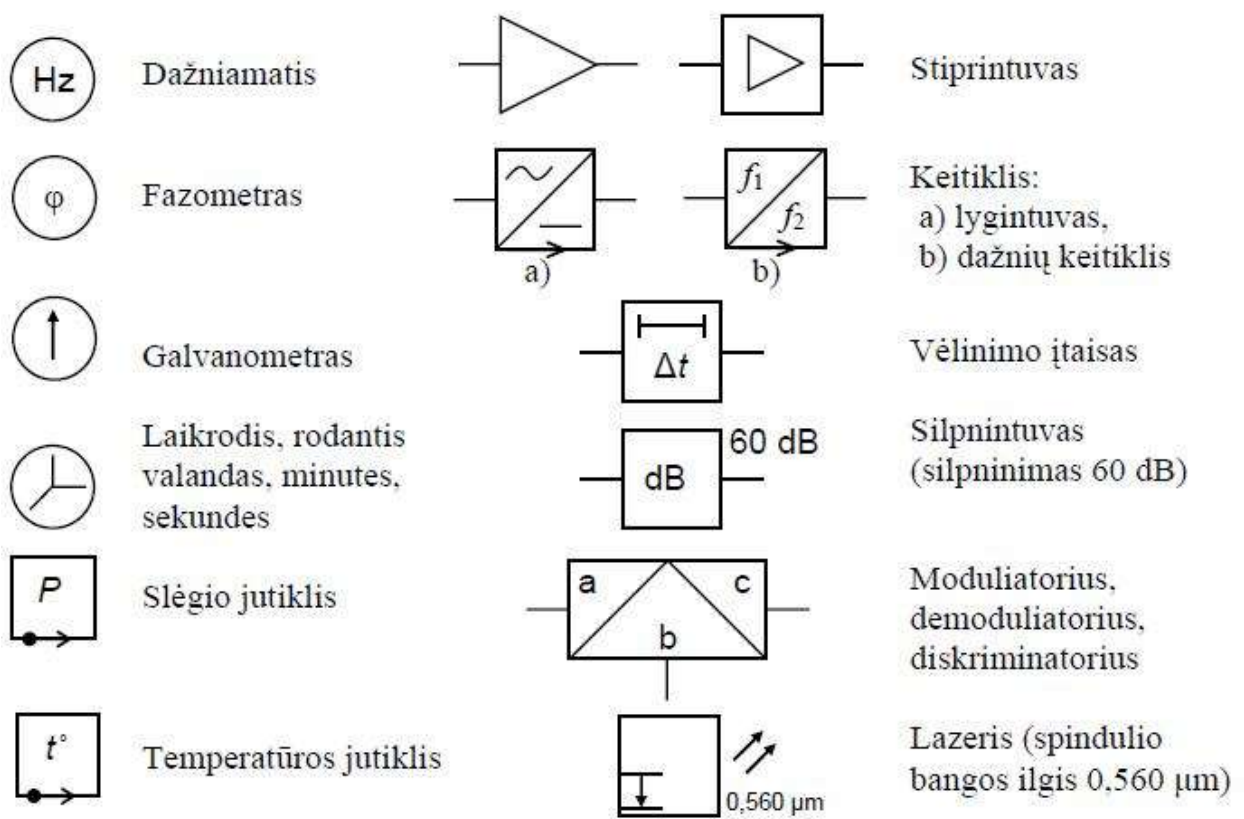 Hz
Dažniamatis
Stiprintuvas
φ
Fazometras
f1
f2
a)
b)
Keitiklis:
a) lygintuvas,
b) dažnių keitiklis
Galvanometras
Δt
Vėlinimo įtaisas
Laikrodis, rodantis
valandas, minutes,
sekundes
dB
60 dB
Silpnintuvas
(silpninimas 60 dB)
P
Slėgio jutiklis
a
c
b
Moduliatorius,
demoduliatorius,
diskriminatorius
t°
Temperatūros jutiklis
0,560 μm
Lazeris (spindulio
bangos ilgis 0,560 μm)